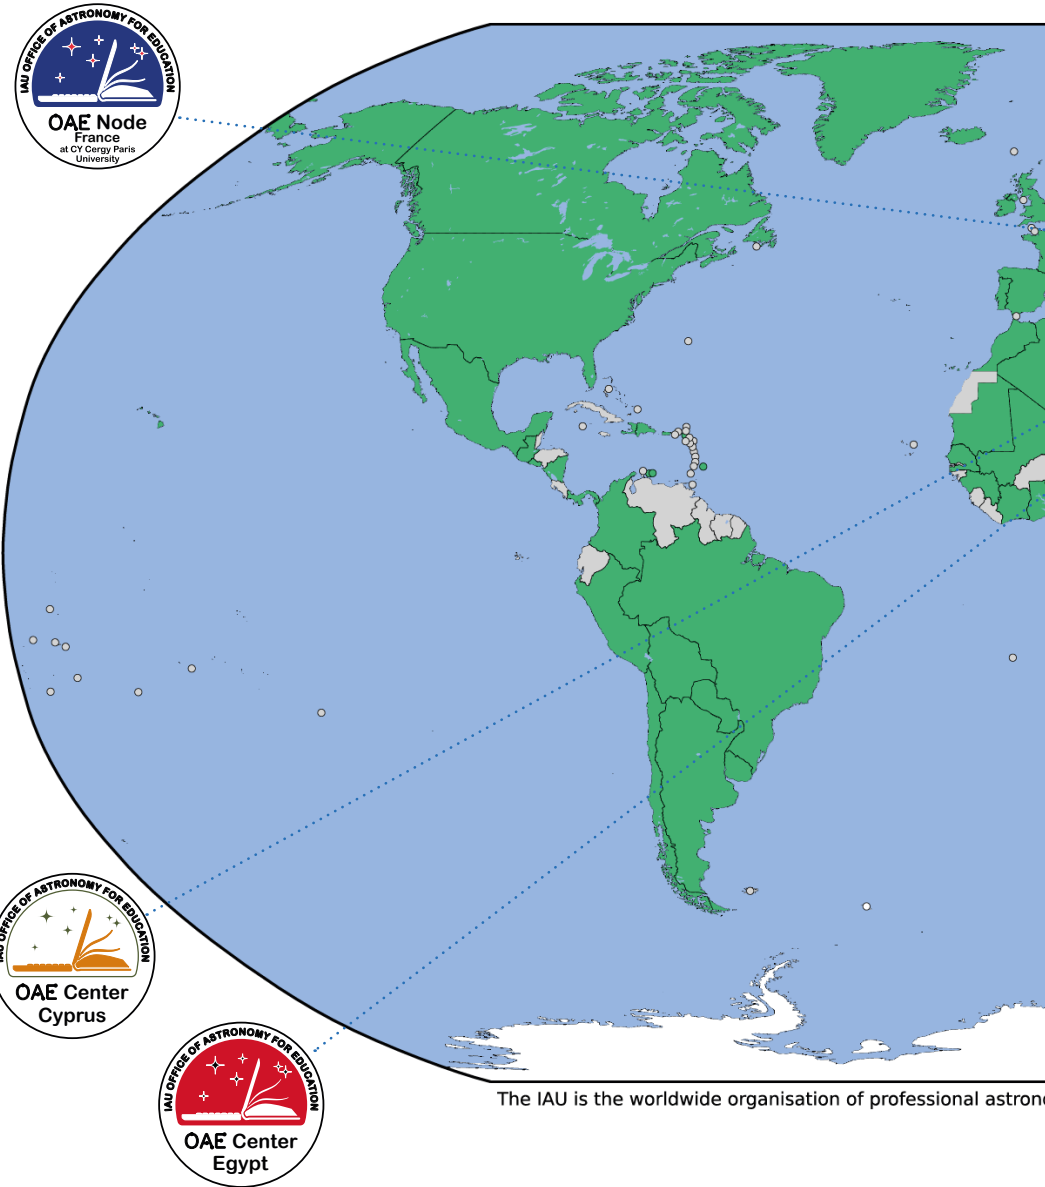 IAU OFFICE OF ASTRONOMY FOR EDUCATION
OAE Node
France
at CY Cergy Paris
University
IAU OFFICE OF ASTRONOMY FOR EDUCATION
OAE Center
Cyprus
IAU OFFICE OF ASTRONOMY FOR EDUCATION
OAE Center
Egypt
The IAU is the worldwide organisation of professional